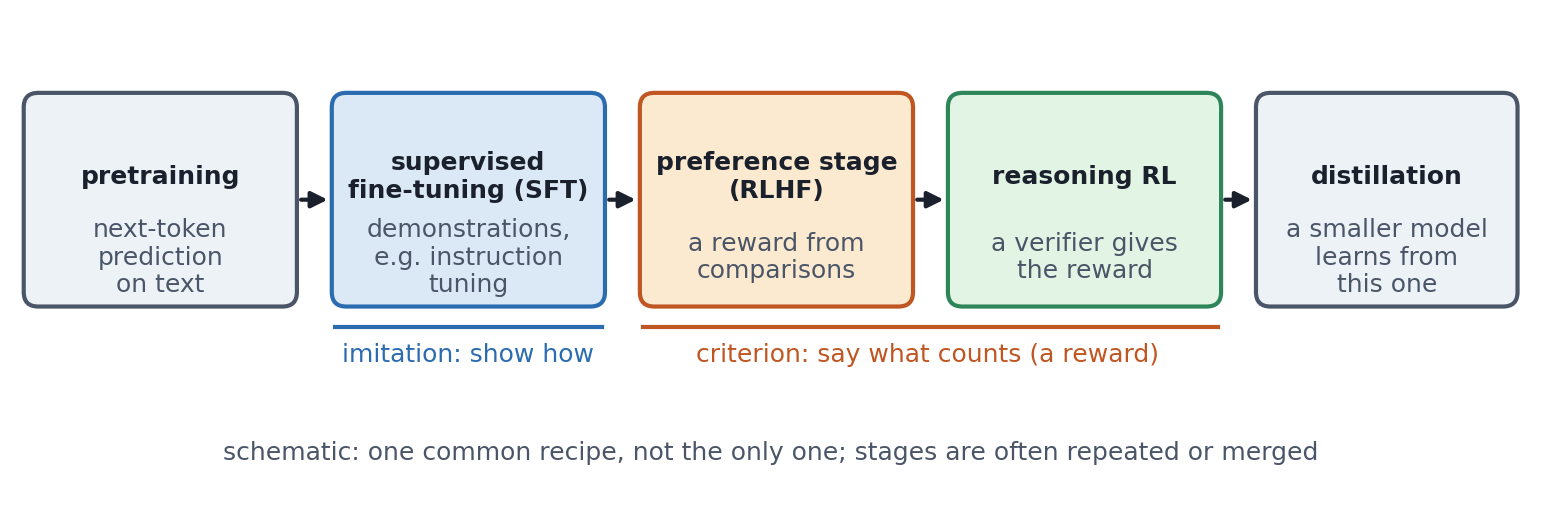 pretraining
next-token
prediction
on text
supervised
fine-tuning (SFT)
demonstrations,
e.g. instruction
tuning
preference stage
(RLHF)
a reward from
comparisons
reasoning RL
a verifier gives
the reward
distillation
a smaller model
learns from
this one
imitation: show how
criterion: say what counts (a reward)
schematic: one common recipe, not the only one; stages are often repeated or merged